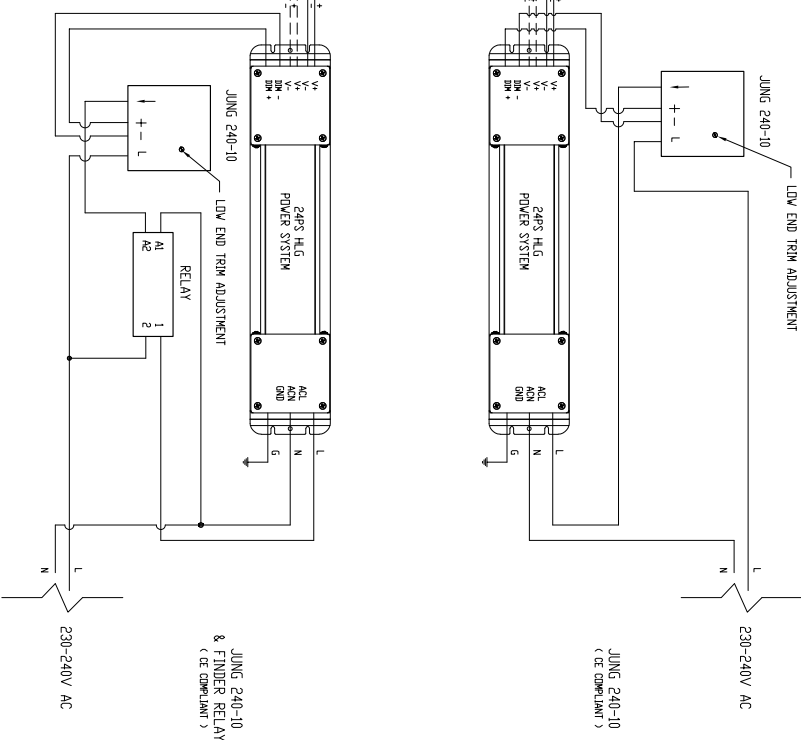 LOW END TRIM ADJUSTMENT
JUNG 240-10
+
-
L
L
N
230-240V AC
+
-
+
-
V+
V-
V+
V-
DIM -
DIM +
24PS HLG
POWER SYSTEM
ACL
ACN
GND
L
N
G
JUNG 240-10
( CE COMPLIANT )
+
-
+
-
V+
V-
V+
V-
DIM -
DIM +
24PS HLG
POWER SYSTEM
ACL
ACN
GND
L
N
G
JUNG 240-10
& FINDER RELAY
( CE COMPLIANT )
JUNG 240-10
LOW END TRIM ADJUSTMENT
+
-
L
RELAY
A1
A2
1
2
L
N
230-240V AC